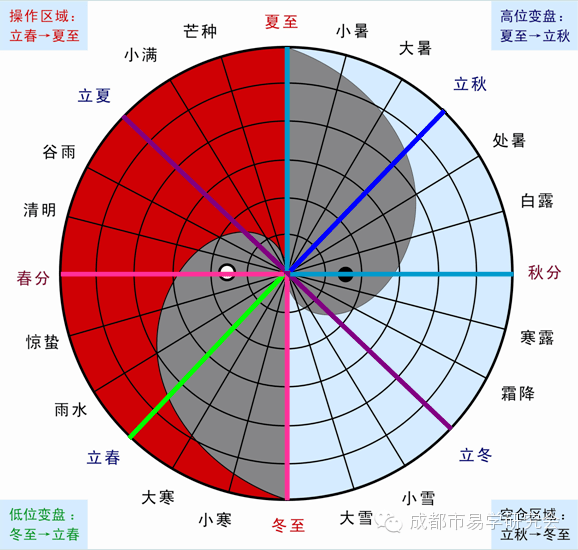 操作区域：
立春→夏至
高位变盘：
夏至→立秋
夏至
芒种
小暑
小满
大暑
立夏
立秋
谷雨
处暑
清明
白露
春分
秋分
惊蛰
寒露
雨水
霜降
立春
立冬
大寒
小雪
小寒
大雪
冬至
低位变盘：
冬至→立春
空仓区域：
立秋→冬至
成都市易学研究会